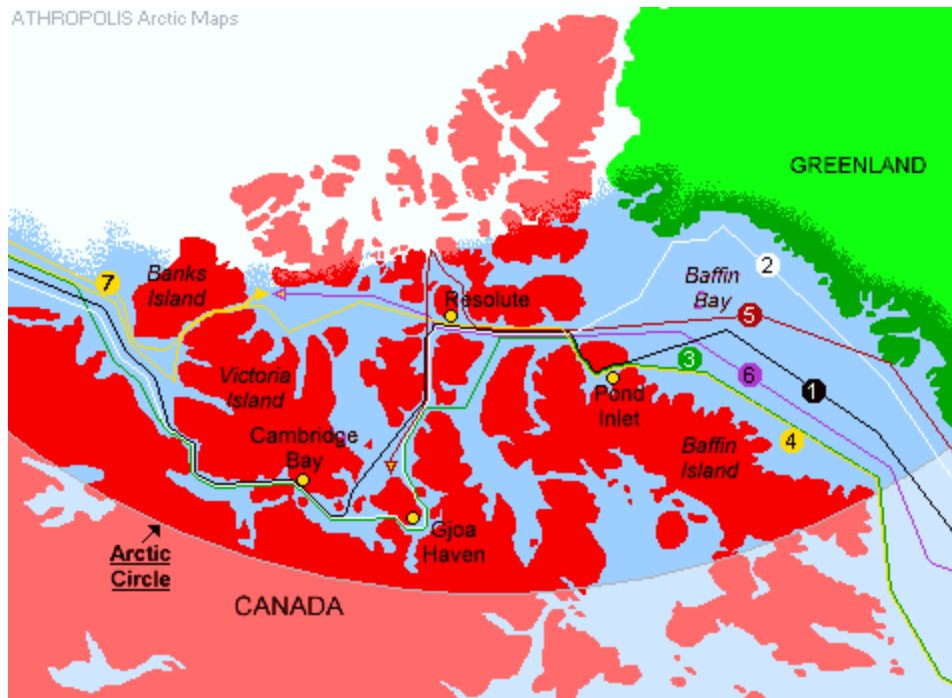 ATHROPOLIS Arctic Maps
GREENLAND
2
Baffin
Bay
7
Banks
Island
Resolute
5
3
6
1
Victoria
Island
Pond
Inlet
4
Cambridge
Bay
Baffin
Island
Gjoa
Haven
Arctic
Circle
CANADA